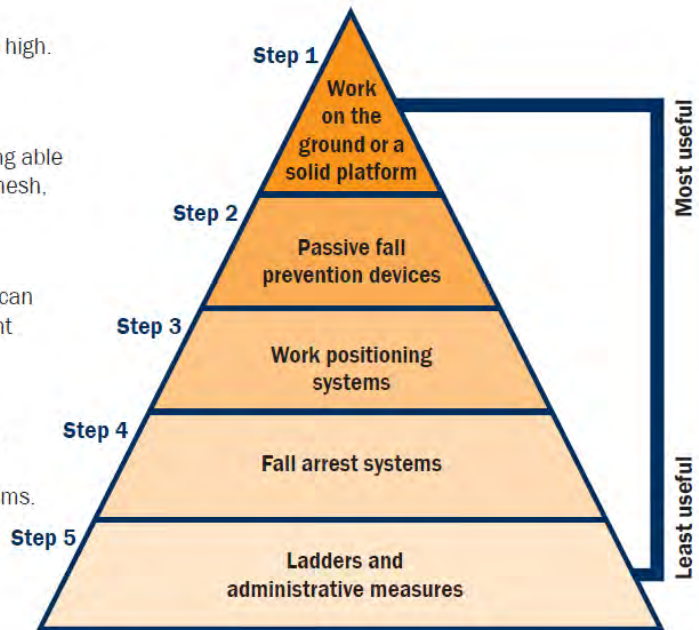 high.
ng able
mesh,
can
nt
ms.
Step 1
Work
on the
ground or a
solid platform
Step 2
Passive fall
prevention devices
Step 3
Work positioning
systems
Step 4
Fall arrest systems
Step 5
Ladders and
administrative measures
Most useful
Least useful